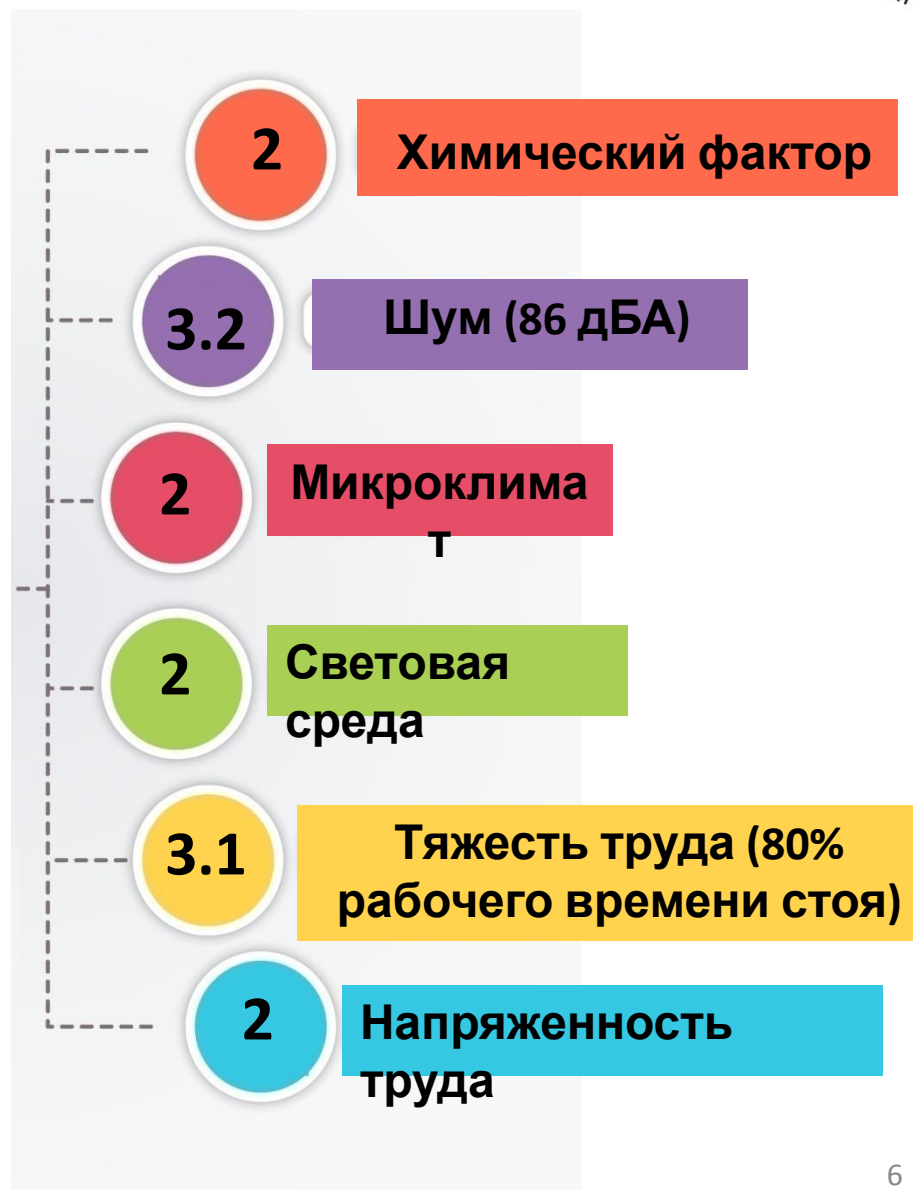 2
Химический фактор
3.2
Шум (86 дБА)
2
Микроклима
т
2
Световая
среда
3.1
Тяжесть труда (80%
рабочего времени стоя)
2
Напряженность
труда
6